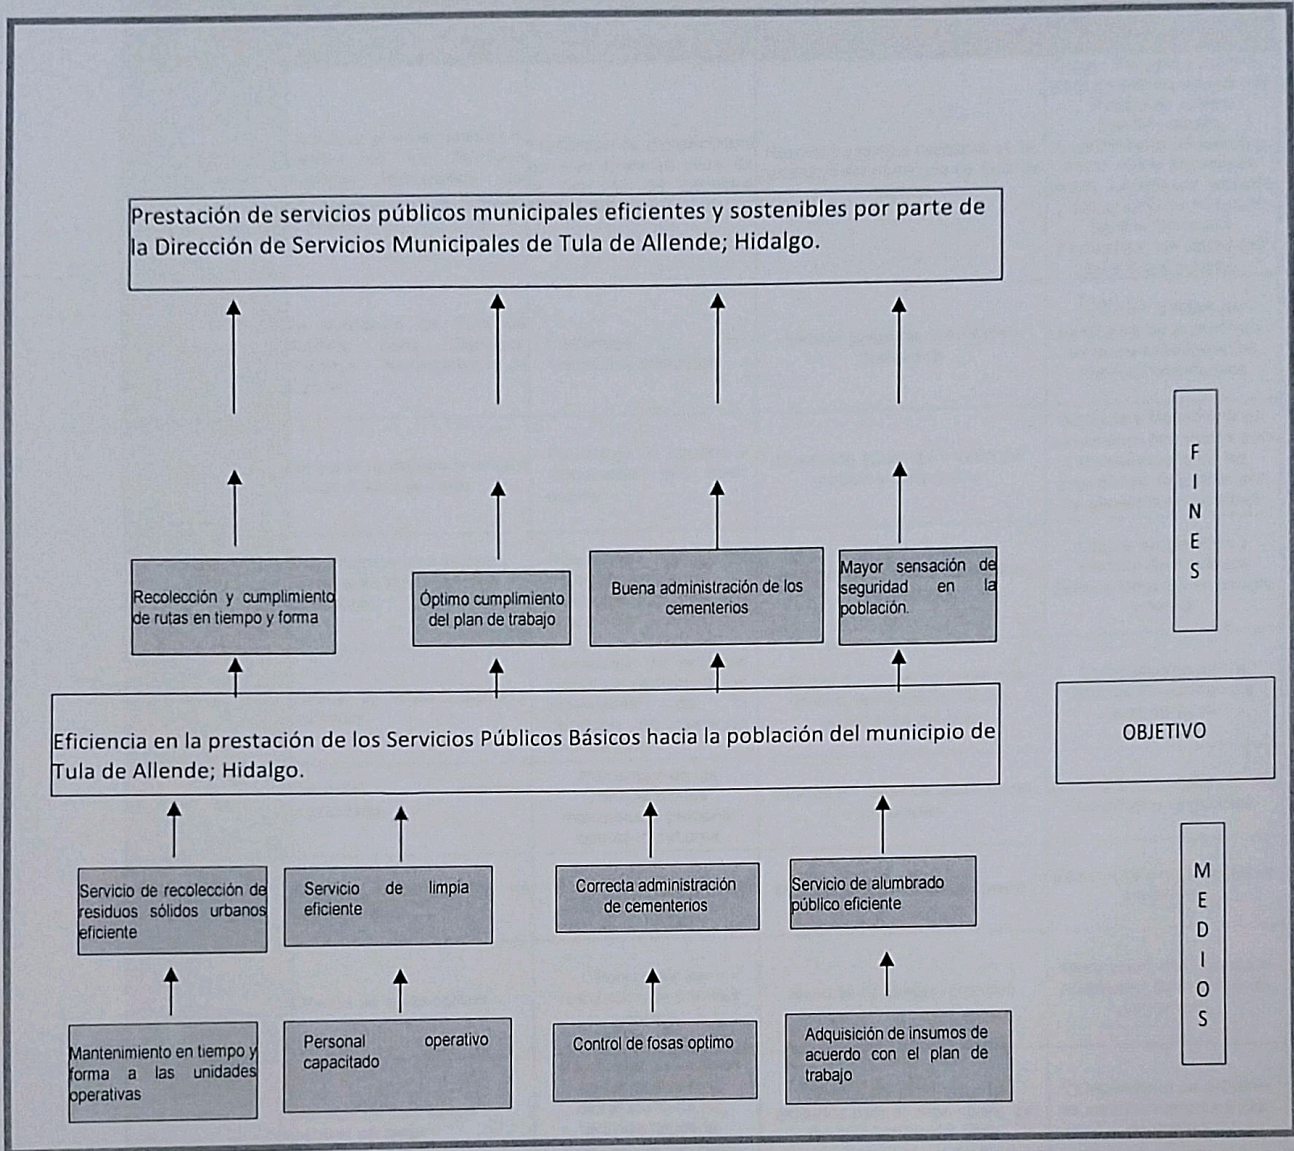 Prestación de servicios públicos municipales eficientes y sostenibles por parte de
la Dirección de Servicios Municipales de Tula de Allende; Hidalgo.
F
I
N
E
S
Recolección y cumplimiento
de rutas en tiempo y forma
Óptimo cumplimiento
del plan de trabajo
Buena administración de los
cementerios
Mayor sensación de
seguridad en la
población.
Eficiencia en la prestación de los Servicios Públicos Básicos hacia la población del municipio de
Tula de Allende; Hidalgo.
OBJETIVO
Servicio de recolección de
residuos sólidos urbanos
eficiente
Servicio de limpia
eficiente
Correcta administración
de cementerios
Servicio de alumbrado
público eficiente
M
E
D
I
O
S
Mantenimiento en tiempo y
forma a las unidades
operativas
Personal operativo
capacitado
Control de fosas optimo
Adquisición de insumos de
acuerdo con el plan de
trabajo